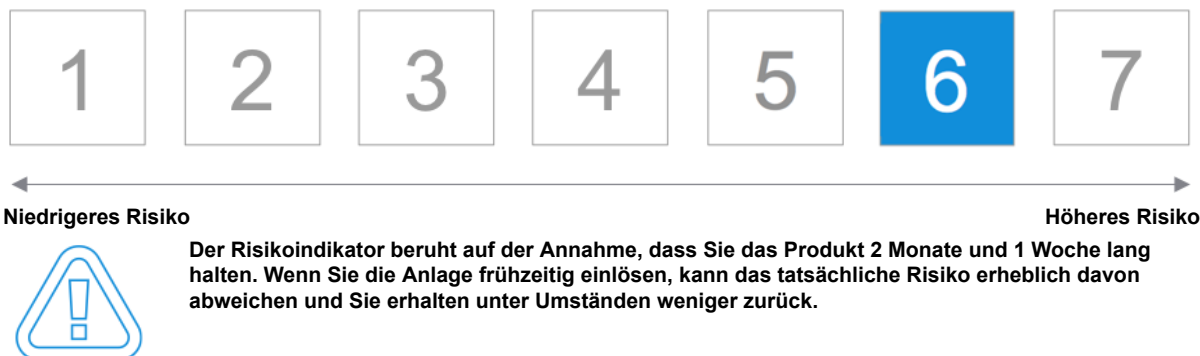 1 2 3 4 5 6 7
Niedrigeres Risiko Höheres Risiko
Der Risikoindikator beruht auf der Annahme, dass Sie das Produkt 2 Monate und 1 Woche lang
halten. Wenn Sie die Anlage frühzeitig einlösen, kann das tatsächliche Risiko erheblich davon
abweichen und Sie erhalten unter Umständen weniger zurück.